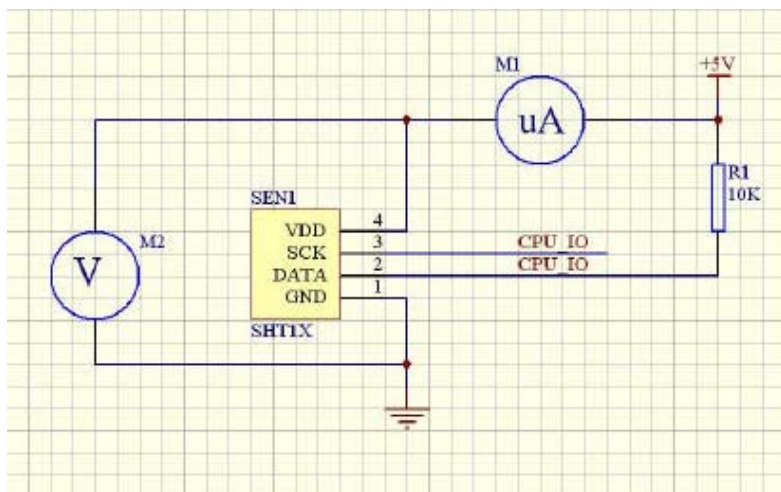 M1
+5V
uA
R1
10K
SEN1
VDD 4
SCK 3 CPU_IO
DATA 2 CPU_IO
GND 1
SHT1X
M2
V